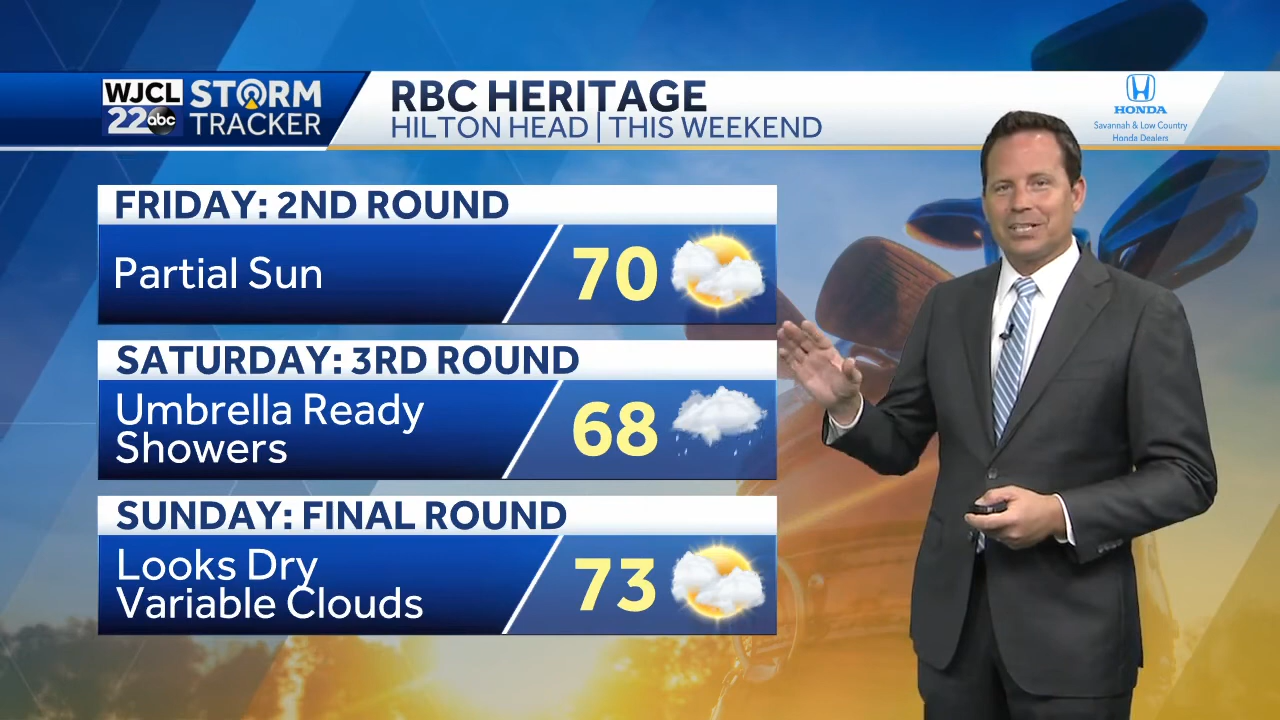 WJCL
22 abc
STORM
TRACKER
RBC HERITAGE
HILTON HEAD | THIS WEEKEND
HONDA
Savannah & Low Country
Honda Dealers
FRIDAY: 2ND ROUND
Partial Sun
70
SATURDAY: 3RD ROUND
Umbrella Ready
Showers
68
SUNDAY: FINAL ROUND
Looks Dry
Variable Clouds
73